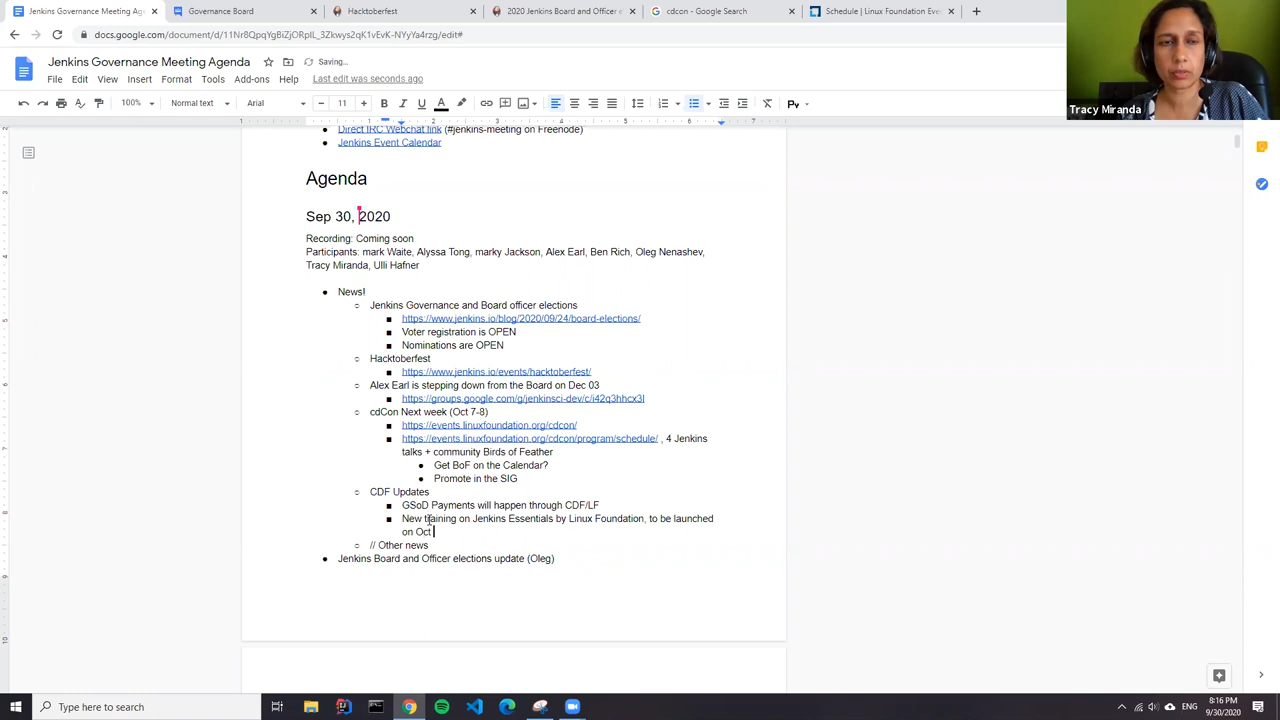 Jenkins Governance Meeting Age
Governance Board
Hacktoberfest
2020 Jenkins Board and Officer e
cdcon - Google Search
Schedule | Linux Foundation Eve
docs.google.com/document/d/11Nr8QpqYgBiZjORpIL_3Zkwys2qK1vEvK-NYyYa4rzg/edit#
Jenkins Governance Meeting Agenda
Saving...
File Edit View Insert Format Tools Add-ons Help Last edit was seconds ago
100% Normal text Arial 11
Tracy Miranda
Direct IRC Webchat link (#jenkins-meeting on Freenode)
Jenkins Event Calendar
Agenda
Sep 30, 2020
Recording: Coming soon
Participants: mark Waite, Alyssa Tong, marky Jackson, Alex Earl, Ben Rich, Oleg Nenashev,
Tracy Miranda, Ulli Hafner
News!
Jenkins Governance and Board officer elections
https://www.jenkins.io/blog/2020/09/24/board-elections/
Voter registration is OPEN
Nominations are OPEN
Hacktoberfest
https://www.jenkins.io/events/hacktoberfest/
Alex Earl is stepping down from the Board on Dec 03
https://groups.google.com/g/jenkinsci-dev/c/i42q3hhcx3I
cdCon Next week (Oct 7-8)
https://events.linuxfoundation.org/cdcon/
https://events.linuxfoundation.org/cdcon/program/schedule/ , 4 Jenkins
talks + community Birds of Feather
Get BoF on the Calendar?
Promote in the SIG
CDF Updates
GSoD Payments will happen through CDF/LF
New training on Jenkins Essentials by Linux Foundation, to be launched
on Oct
// Other news
Jenkins Board and Officer elections update (Oleg)
Type here to search
ENG
8:16 PM
9/30/2020